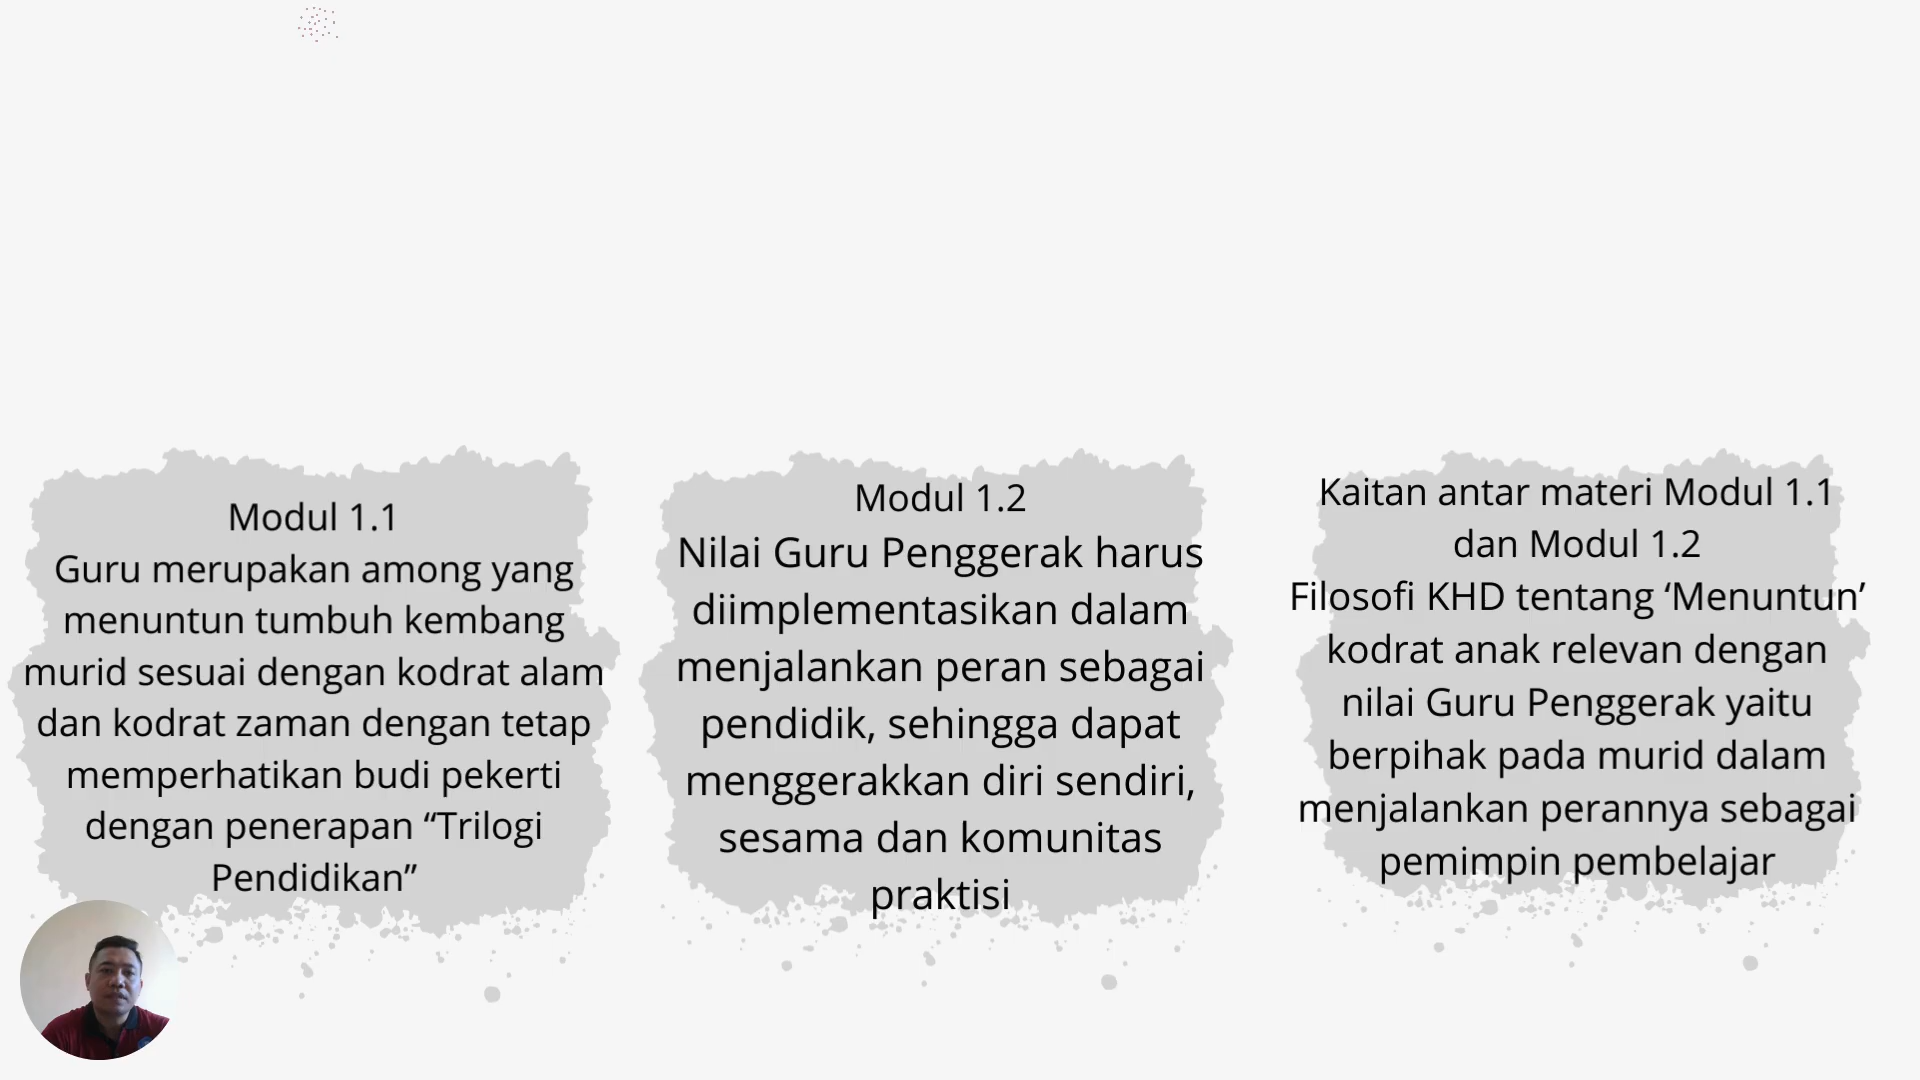 Modul 1.1
Guru merupakan among yang
menuntun tumbuh kembang
murid sesuai dengan kodrat alam
dan kodrat zaman dengan tetap
memperhatikan budi pekerti
dengan penerapan “Trilogi
Pendidikan”
Modul 1.2
Nilai Guru Penggerak harus
diimplementasikan dalam
menjalankan peran sebagai
pendidik, sehingga dapat
menggerakkan diri sendiri,
sesama dan komunitas
praktisi
Kaitan antar materi Modul 1.1
dan Modul 1.2
Filosofi KHD tentang ‘Menuntun’
kodrat anak relevan dengan
nilai Guru Penggerak yaitu
berpihak pada murid dalam
menjalankan perannya sebagai
pemimpin pembelajar